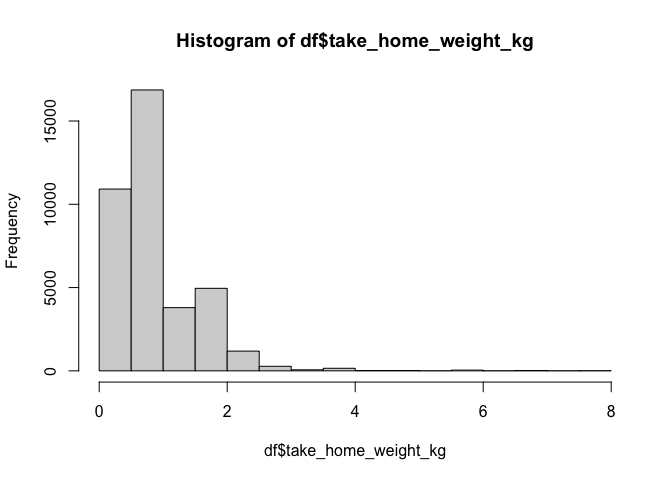 Histogram of df$take_home_weight_kg
Frequency
15000
10000
5000
0
0 2 4 6 8
df$take_home_weight_kg